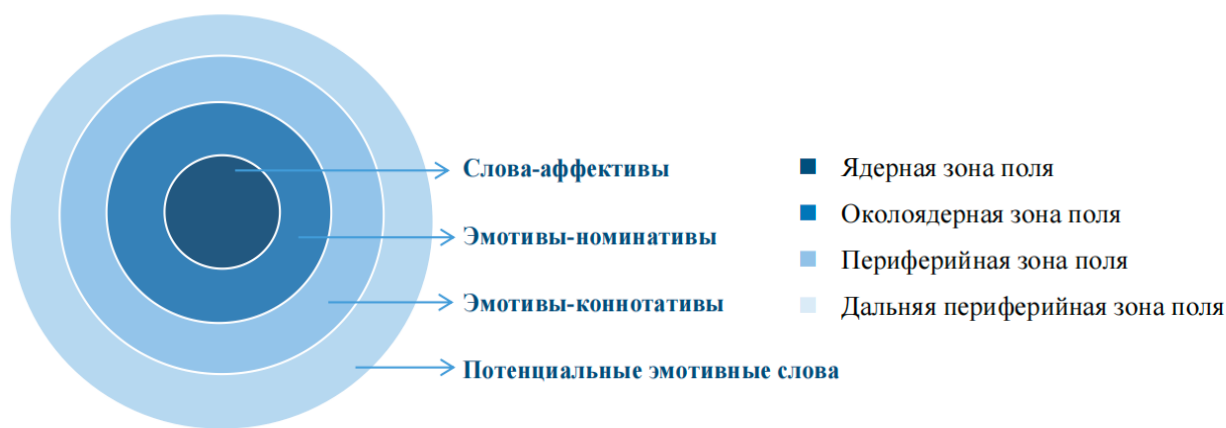 Слова-аффективы
Эмотивы-номинативы
Эмотивы-коннотативы
Потенциальные эмотивные слова
Ядерная зона поля
Околоядерная зона поля
Периферийная зона поля
Дальняя периферийная зона поля